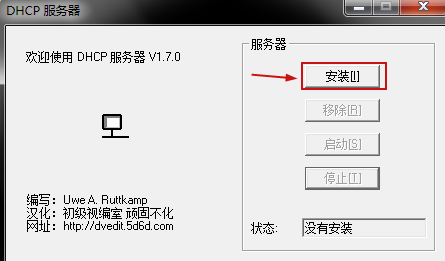 DHCP 服务器
欢迎使用 DHCP 服务器 V1.7.0
编写：Uwe A. Ruttkamp
汉化：初级视编室 顽固不化
网址：http://dvedit.5d6d.com
服务器
安装[I]
移除[R]
启动[S]
停止[T]
状态:
没有安装